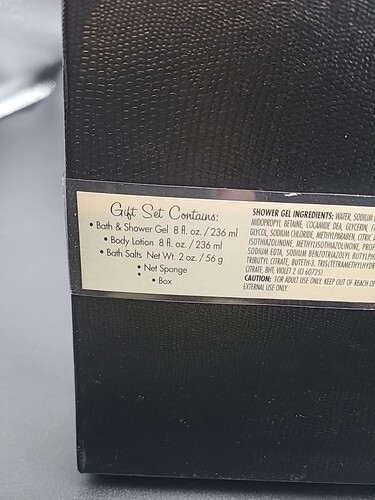 Gift Set Contains:
• Bath & Shower Gel 8 fl. oz. / 236 ml
• Body Lotion 8 fl. oz. / 236 ml
• Bath Salts Net Wt. 2 oz. / 56 g
• Net Sponge
• Box
SHOWER GEL INGREDIENTS: WATER, SODIUM
MIDOPROPYL BETAINE, COCAMIDE DEA, GLYCERIN,
GLYCOL, SODIUM CHLORIDE, METHYLPARABEN, CITRIC
ISOTHIAZOLINONE, METHYLISOTHIAZOLINONE,
SODIUM EDTA, SODIUM BENZOTRIAZOLYL
TRIBUTYL CITRATE, BUTETH-3,
CITRATE, BHT, VIOLET 2 (CI 60725).
CAUTION: FOR ADULT USE ONLY. KEEP OUT OF REACH OF
EXTERNAL USE ONLY.